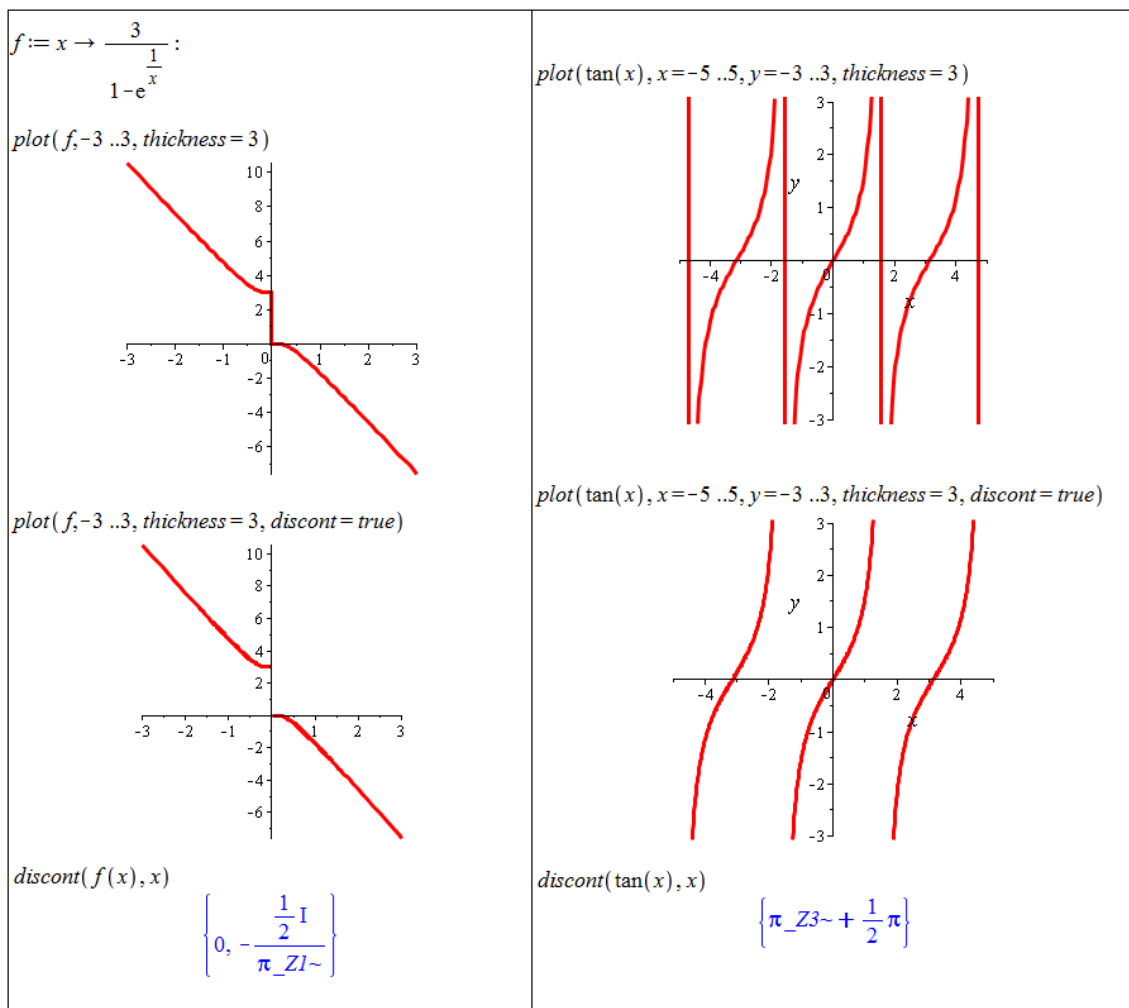 f := x → 3 / (1-e^(1/x)) :
plot(f,-3 ..3, thickness=3)
10
8
6
4
2
-3 -2 -1 0 1 2 3
-2
-4
-6
plot(f,-3 ..3, thickness=3, discont=true)
10
8
6
4
2
-3 -2 -1 0 1 2 3
-2
-4
-6
discont(f(x), x)
{0, -(1/2 I)/(π_Z1~)}
plot(tan(x), x=-5 ..5, y=-3 ..3, thickness=3)
3
2
y
1
-4 -2 0 2 4
x
-1
-2
-3
plot(tan(x), x=-5 ..5, y=-3 ..3, thickness=3, discont=true)
3
2
y
1
-4 -2 0 2 4
x
-1
-2
-3
discont(tan(x), x)
{π_Z3~ + 1/2 π}